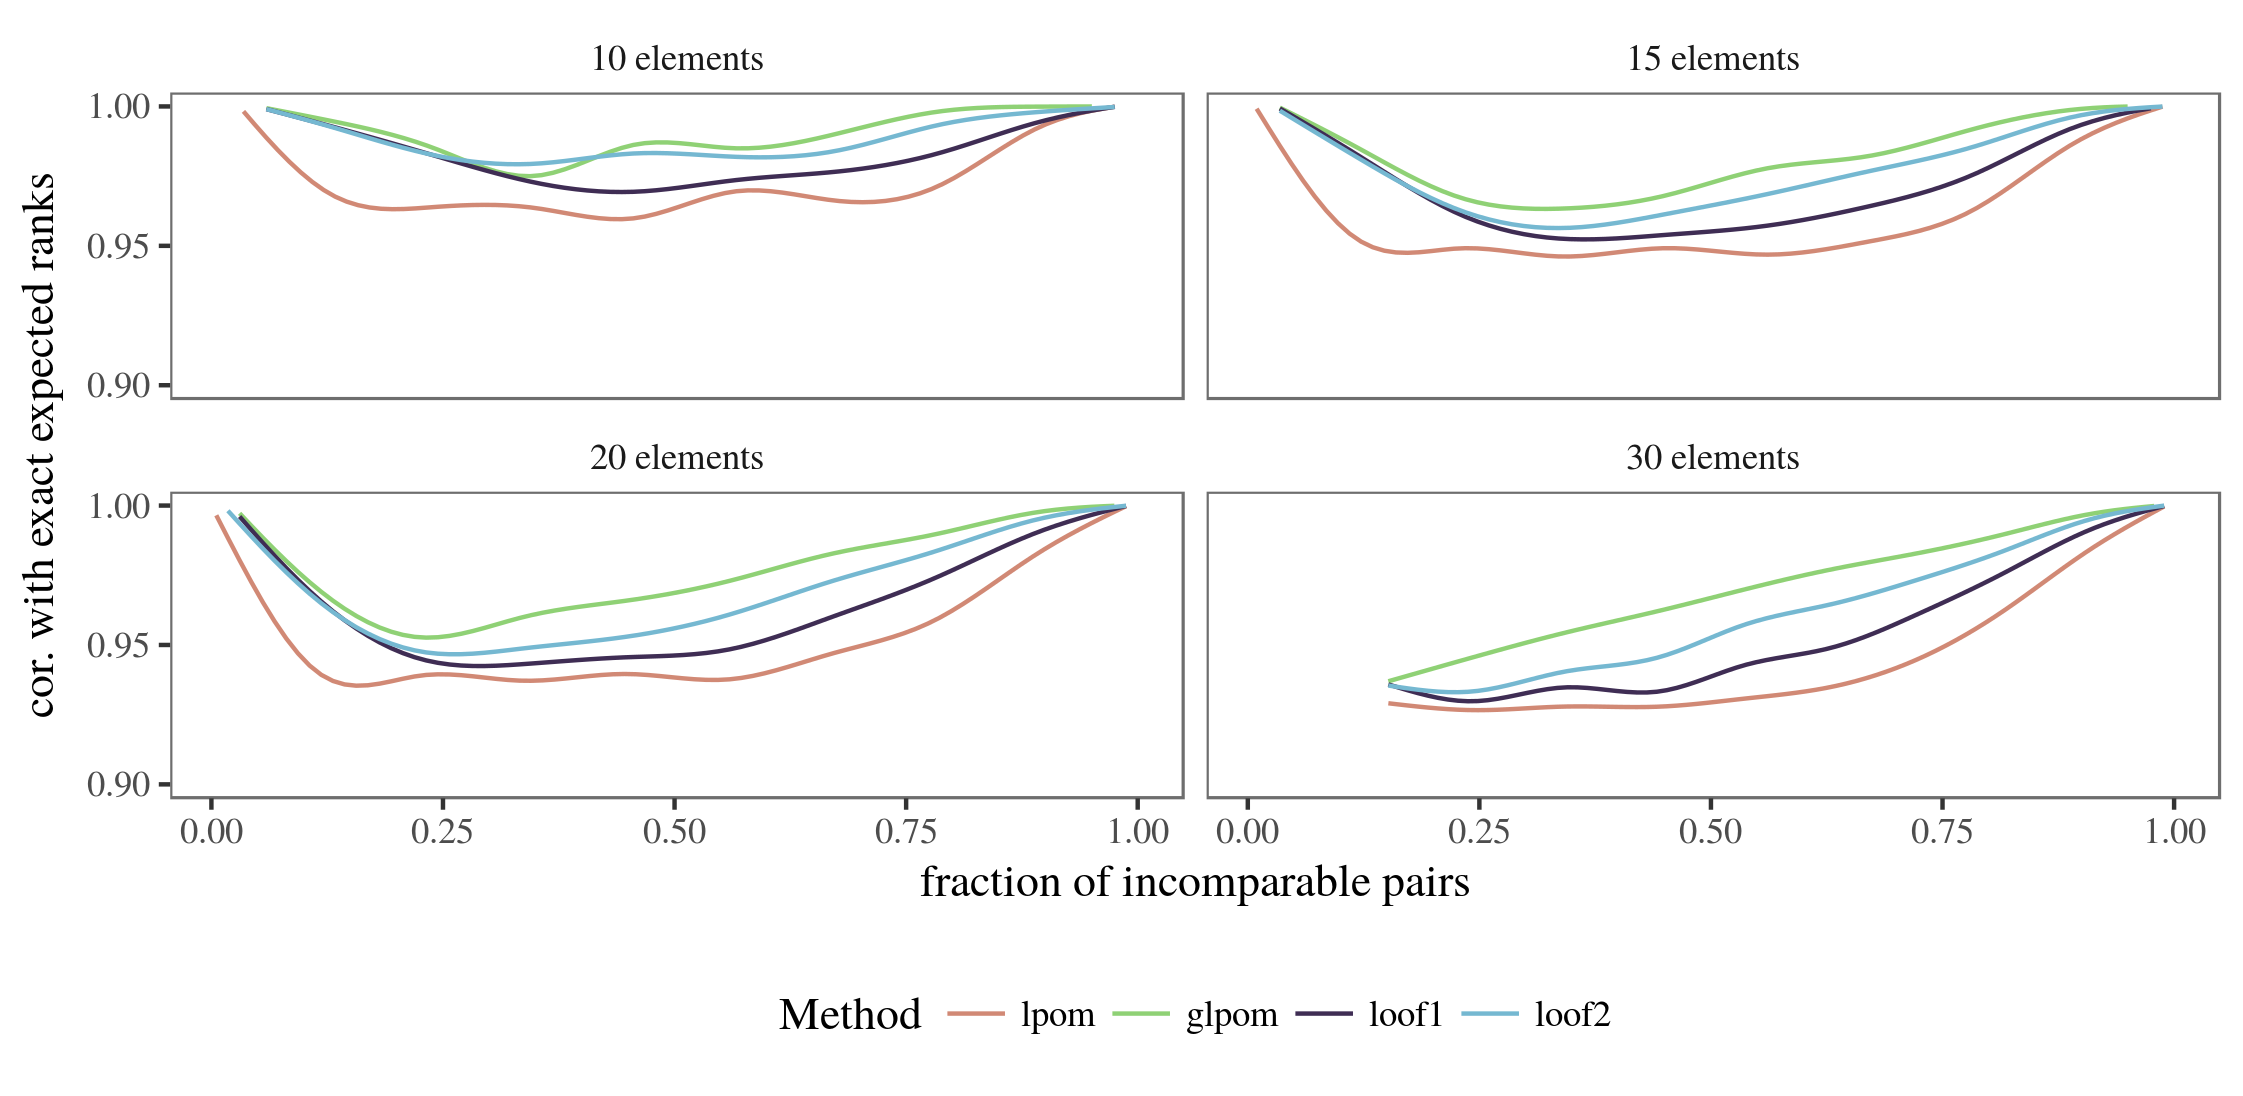 10 elements
15 elements
1.00
0.95
0.90
20 elements
30 elements
1.00
0.95
0.90
cor. with exact expected ranks
0.00 0.25 0.50 0.75 1.00
0.00 0.25 0.50 0.75 1.00
fraction of incomparable pairs
Method lpom glpom loof1 loof2